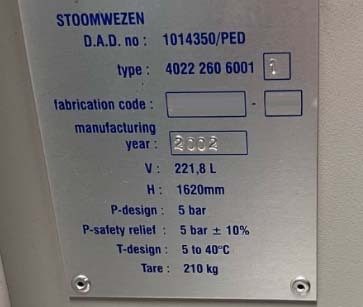 STOOMWEZEN
D.A.D. no : 1014350/PED
type : 4022 260 6001 1
fabrication code : -
manufacturing
year : 2002
V : 221,8 L
H : 1620mm
P-design : 5 bar
P-safety relief : 5 bar ± 10%
T-design : 5 to 40°C
Tare : 210 kg